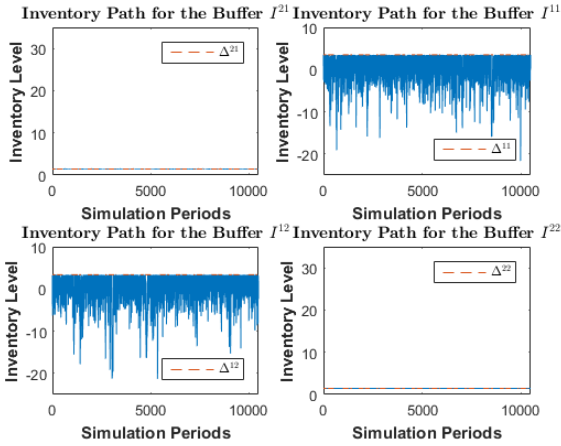 Inventory Path for the Buffer I^{21}
Inventory Level
30
20
10
0
Δ^{21}
0
5000
10000
Simulation Periods
Inventory Path for the Buffer I^{11}
Inventory Level
10
0
-10
-20
Δ^{11}
0
5000
10000
Simulation Periods
Inventory Path for the Buffer I^{12}
Inventory Level
10
0
-10
-20
Δ^{12}
0
5000
10000
Simulation Periods
Inventory Path for the Buffer I^{22}
Inventory Level
30
20
10
0
Δ^{22}
0
5000
10000
Simulation Periods